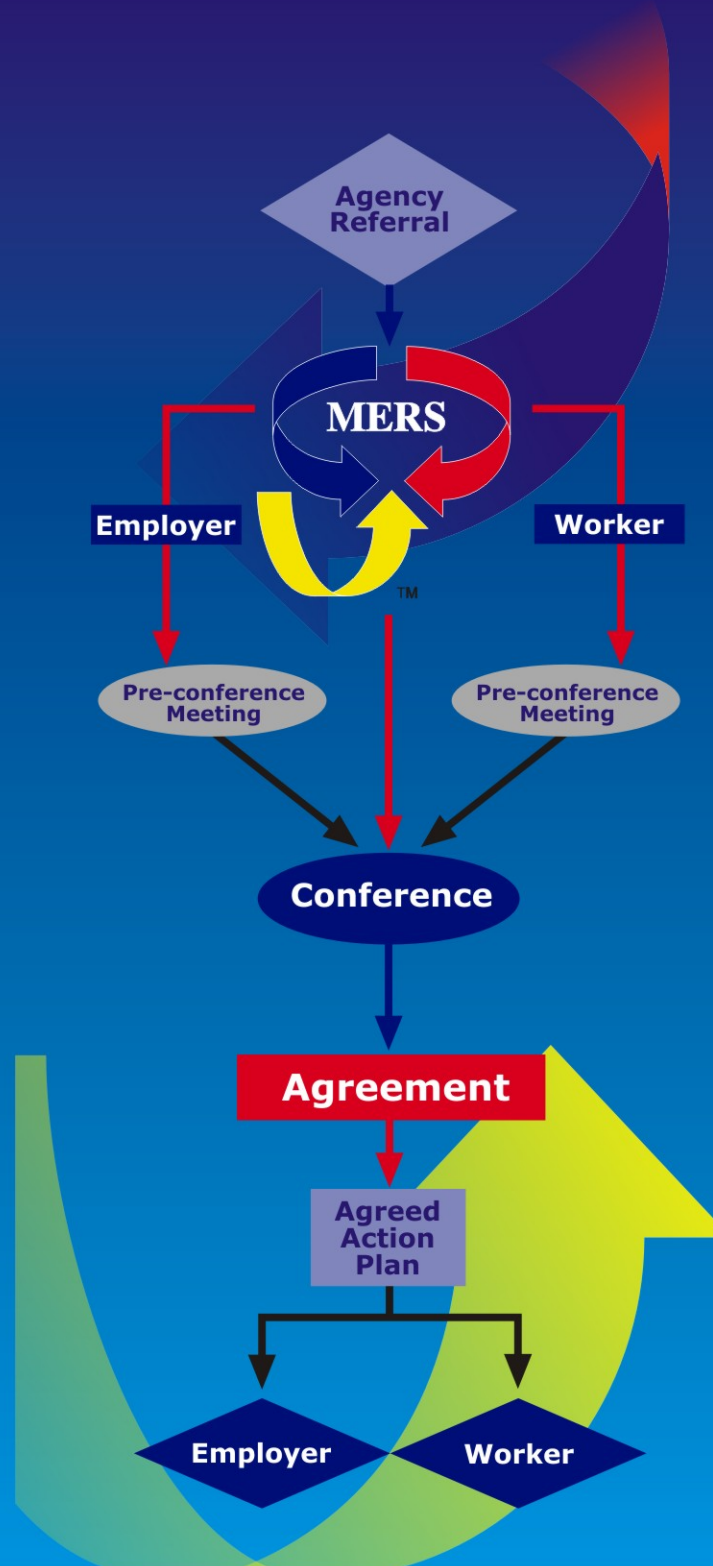 Agency
Referral
MERS
Employer
Worker
TM
Pre-conference
Meeting
Pre-conference
Meeting
Conference
Agreement
Agreed
Action
Plan
Employer
Worker